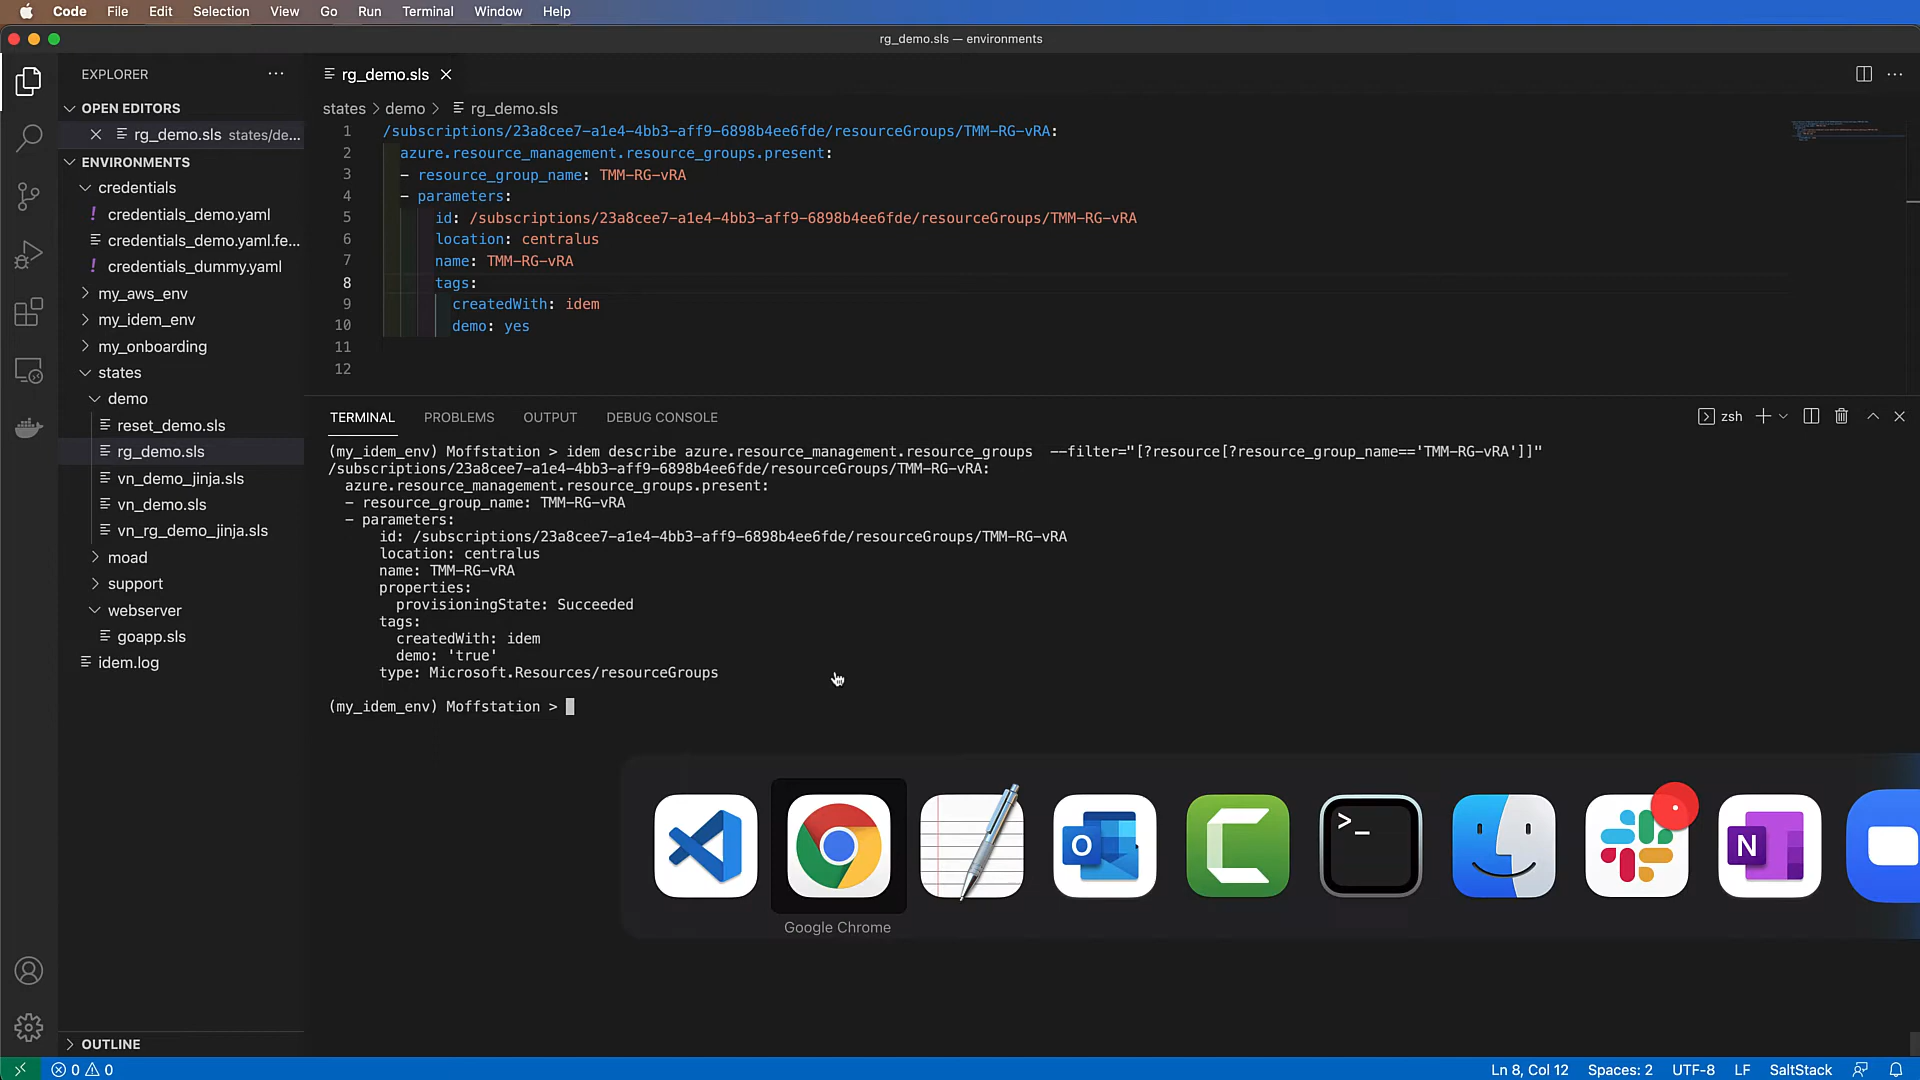 Code File Edit Selection View Go Run Terminal Window Help
rg_demo.sls — environments
EXPLORER
OPEN EDITORS
rg_demo.sls states/de...
ENVIRONMENTS
credentials
! credentials_demo.yaml
credentials_demo.yaml.fe...
! credentials_dummy.yaml
my_aws_env
my_idem_env
my_onboarding
states
demo
reset_demo.sls
rg_demo.sls
vn_demo_jinja.sls
vn_demo.sls
vn_rg_demo_jinja.sls
moad
support
webserver
goapp.sls
idem.log
OUTLINE
rg_demo.sls
states > demo > rg_demo.sls
1 /subscriptions/23a8cee7-a1e4-4bb3-aff9-6898b4ee6fde/resourceGroups/TMM-RG-vRA:
2 azure.resource_management.resource_groups.present:
3 - resource_group_name: TMM-RG-vRA
4 - parameters:
5 id: /subscriptions/23a8cee7-a1e4-4bb3-aff9-6898b4ee6fde/resourceGroups/TMM-RG-vRA
6 location: centralus
7 name: TMM-RG-vRA
8 tags:
9 createdWith: idem
10 demo: yes
11
12
TERMINAL PROBLEMS OUTPUT DEBUG CONSOLE
zsh
(my_idem_env) Moffstation > idem describe azure.resource_management.resource_groups --filter="[?resource[?resource_group_name=='TMM-RG-vRA']]"
/subscriptions/23a8cee7-a1e4-4bb3-aff9-6898b4ee6fde/resourceGroups/TMM-RG-vRA:
azure.resource_management.resource_groups.present:
- resource_group_name: TMM-RG-vRA
- parameters:
id: /subscriptions/23a8cee7-a1e4-4bb3-aff9-6898b4ee6fde/resourceGroups/TMM-RG-vRA
location: centralus
name: TMM-RG-vRA
properties:
provisioningState: Succeeded
tags:
createdWith: idem
demo: 'true'
type: Microsoft.Resources/resourceGroups
(my_idem_env) Moffstation >
Google Chrome
0 0
Ln 8, Col 12 Spaces: 2 UTF-8 LF SaltStack